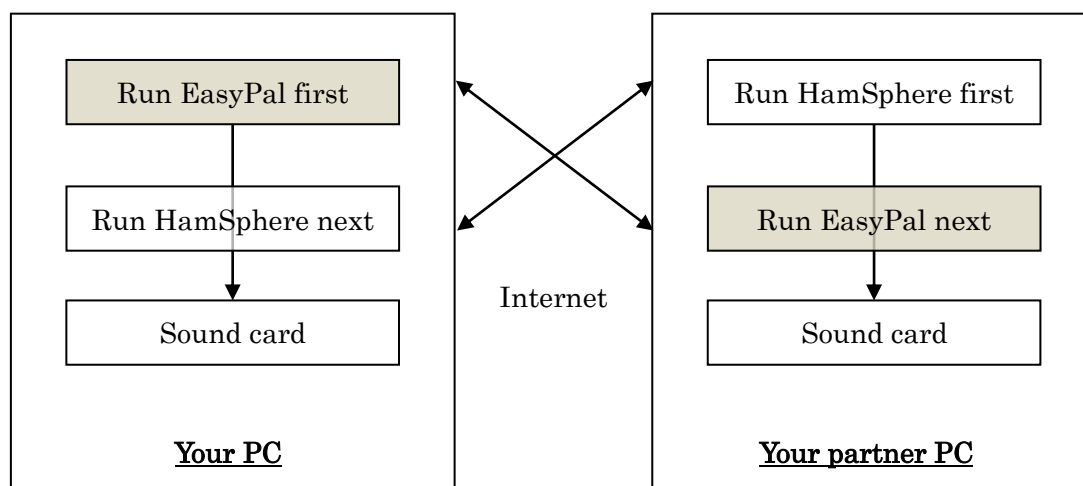 Run EasyPal first
Run HamSphere next
Sound card
Your PC
Internet
Run HamSphere first
Run EasyPal next
Sound card
Your partner PC